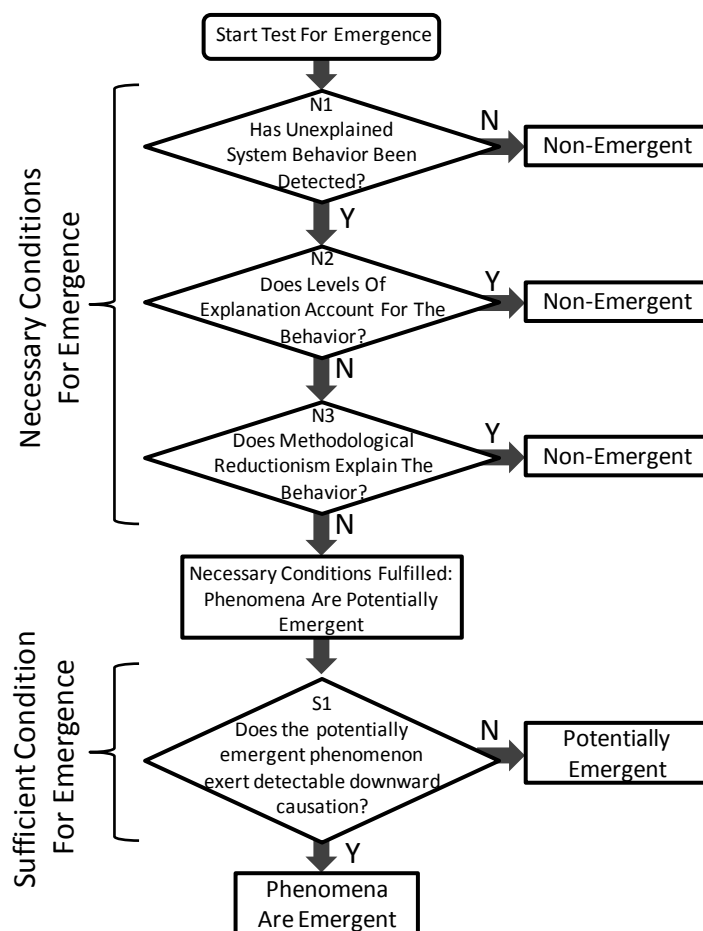 Start Test For Emergence
N1
Has Unexplained
System Behavior Been
Detected?
N
Non-Emergent
Y
N2
Does Levels Of
Explanation Account For The
Behavior?
Y
Non-Emergent
N
N3
Does Methodological
Reductionism Explain The
Behavior?
Y
Non-Emergent
N
Necessary Conditions
For Emergence
Necessary Conditions Fulfilled:
Phenomena Are Potentially
Emergent
S1
Does the potentially
emergent phenomenon
exert detectable downward
causation?
N
Potentially
Emergent
Y
Phenomena
Are Emergent
Sufficient Condition
For Emergence